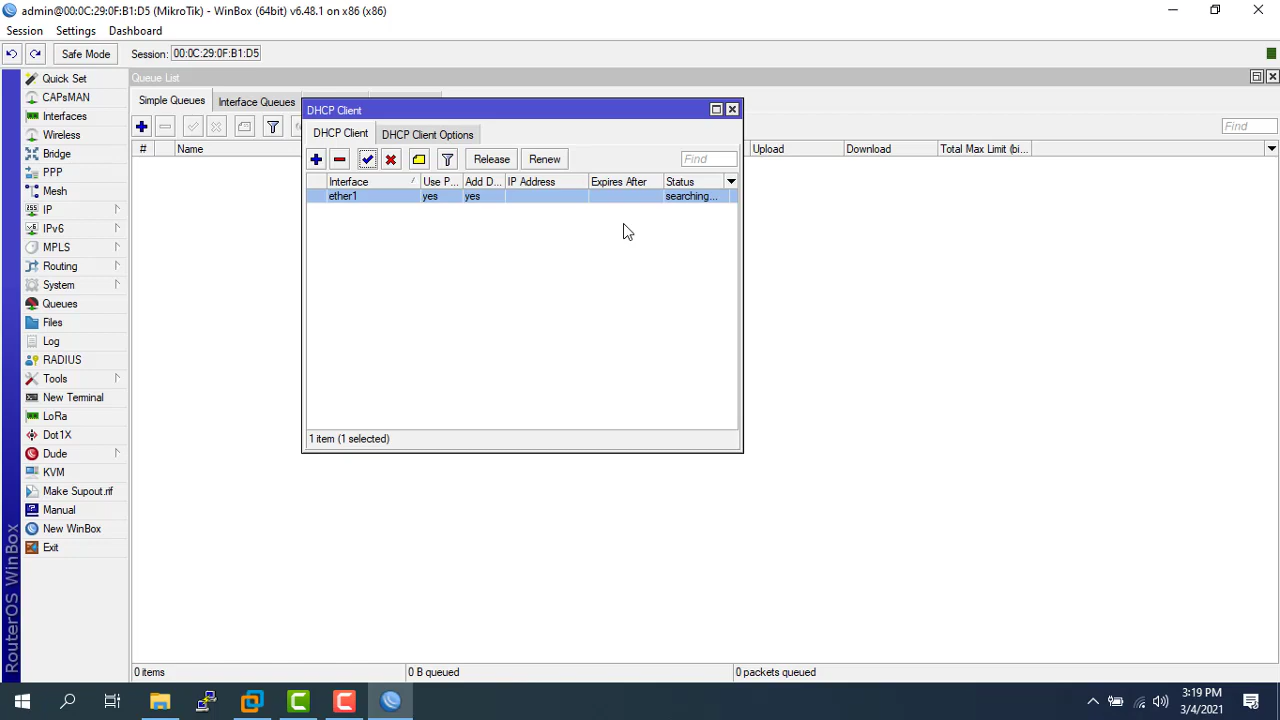 admin@00:0C:29:0F:B1:D5 (MikroTik) - WinBox (64bit) v6.48.1 on x86 (x86)
Session Settings Dashboard
Safe Mode Session: 00:0C:29:0F:B1:D5
Queue List
Simple Queues Interface Queues
Find
# Name Upload Download Total Max Limit (bi...
DHCP Client
DHCP Client DHCP Client Options
Release Renew Find
Interface / Use P... Add D... IP Address Expires After Status
ether1 yes yes searching...
1 item (1 selected)
Quick Set
CAPsMAN
Interfaces
Wireless
Bridge
PPP
Mesh
IP
IPv6
MPLS
Routing
System
Queues
Files
Log
RADIUS
Tools
New Terminal
LoRa
Dot1X
Dude
KVM
Make Supout.rif
Manual
New WinBox
Exit
RouterOS WinBox
0 items 0 B queued 0 packets queued
3:19 PM
3/4/2021